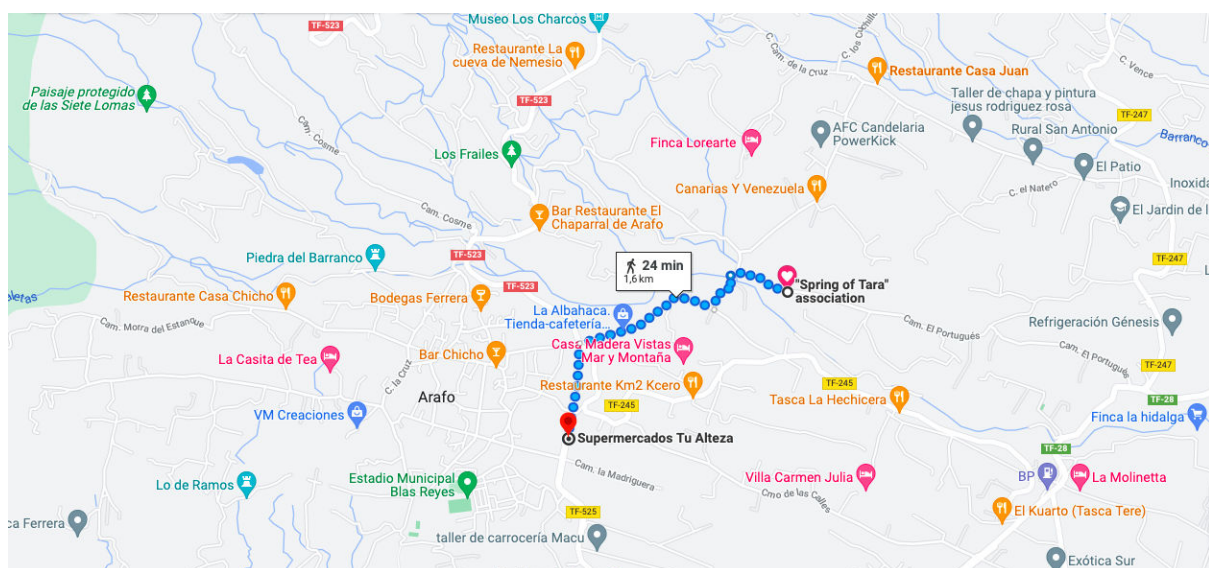 TF-523
Museo Los Charcos
Restaurante La
cueva de Nemesio
C. Cam. de la Cruz
C. los Cuchillos
Restaurante Casa Juan
C. Vence
Paisaje protegido
de las Siete Lomas
TF-523
Taller de chapa y pintura
jesus rodriguez rosa
TF-247
Cam. Cosme
Los Frailes
Finca Lorearte
AFC Candelaria
PowerKick
Rural San Antonio
Barranco
El Patio
Canarias Y Venezuela
C. el Natero
Inoxida
Cam. Cosme
Bar Restaurante El
Chaparral de Arafo
El Jardin de l
Piedra del Barranco
TF-523
24 min
1,6 km
TF-247
"Spring of Tara"
association
Restaurante Casa Chicho
Bodegas Ferrera
TF-523
La Albahaca.
Tienda-cafetería...
Cam. Morra del Estanque
Cam. El Portugués
Refrigeración Génesis
La Casita de Tea
Bar Chicho
Casa Madera Vistas
Mar y Montaña
Cam. El Portugués
TF-247
C. la Cruz
Arafo
Restaurante Km2 Kcero
TF-245
TF-245
Tasca La Hechicera
TF-28
VM Creaciones
Finca la hidalga
Supermercados Tu Alteza
TF-28
Cam. la Madriguera
Estadio Municipal
Blas Reyes
Villa Carmen Julia
BP
La Molinetta
Lo de Ramos
Cmo de las Calles
TF-525
El Kuarto (Tasca Tere)
ca Ferrera
taller de carrocería Macu
Exótica Sur